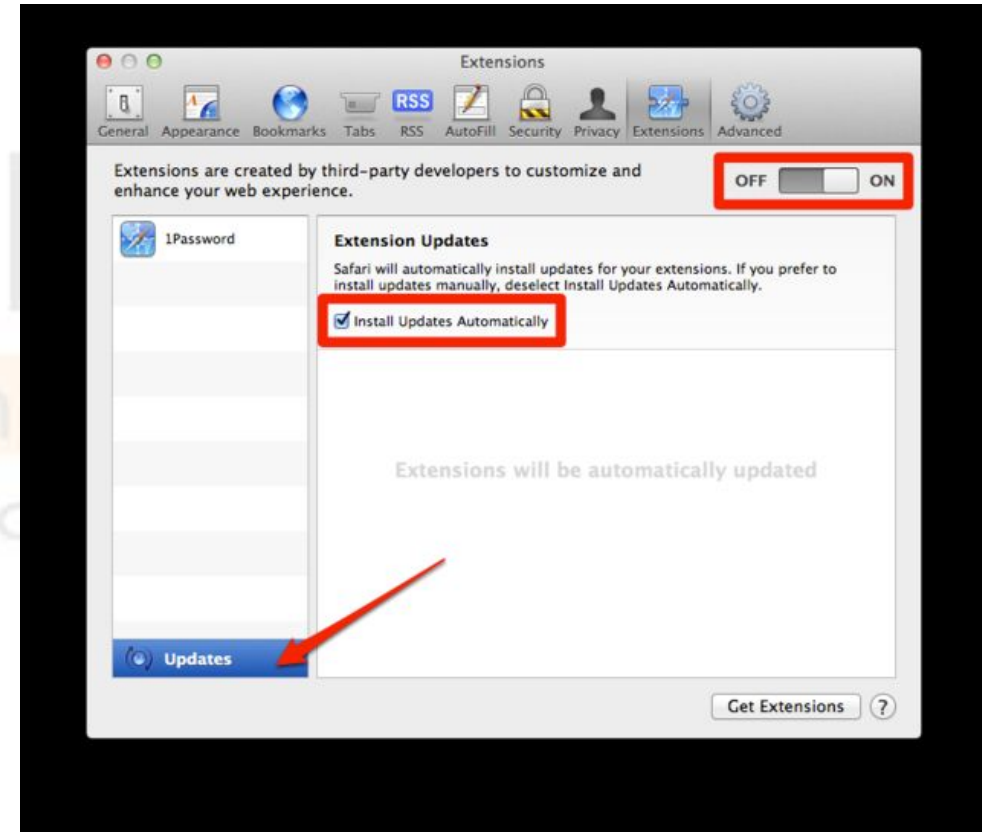 Extensions
General Appearance Bookmarks Tabs RSS AutoFill Security Privacy Extensions Advanced
RSS
Extensions are created by third-party developers to customize and
enhance your web experience.
OFF ON
1Password
Extension Updates
Safari will automatically install updates for your extensions. If you prefer to
install updates manually, deselect Install Updates Automatically.
Install Updates Automatically
Extensions will be automatically updated
Updates
Get Extensions ?